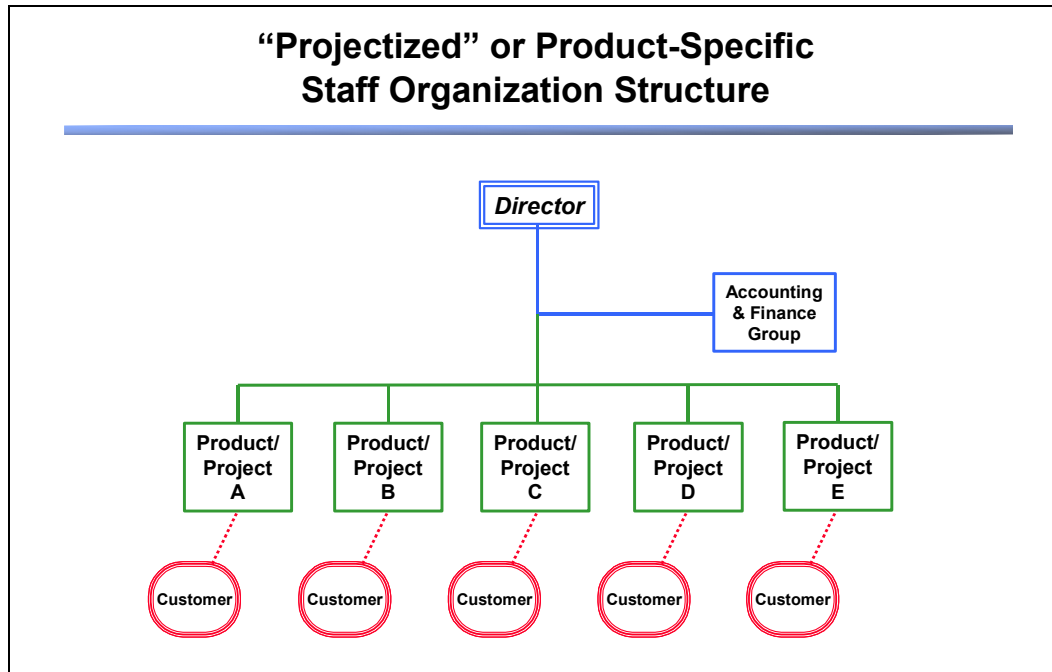 “Projectized” or Product-Specific
Staff Organization Structure
Director
Accounting
& Finance
Group
Product/
Project
A
Product/
Project
B
Product/
Project
C
Product/
Project
D
Product/
Project
E
Customer
Customer
Customer
Customer
Customer